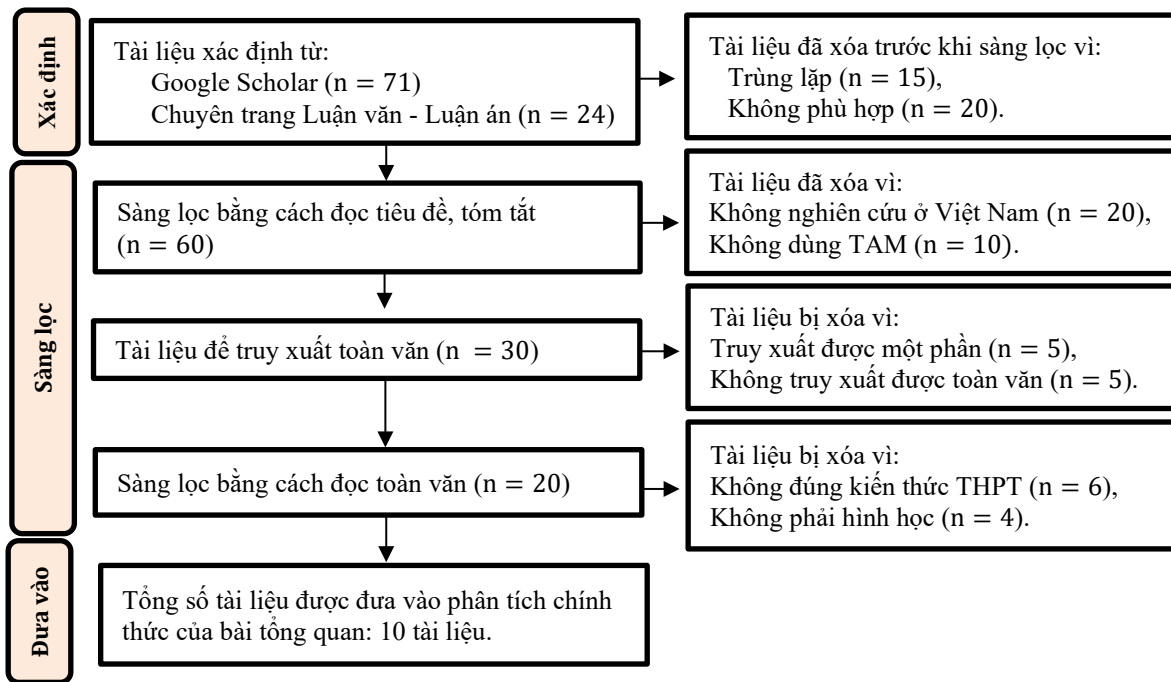 Xác định
Tài liệu xác định từ:
Google Scholar (n = 71)
Chuyên trang Luận văn - Luận án (n = 24)
Tài liệu đã xóa trước khi sàng lọc vì:
Trùng lặp (n = 15),
Không phù hợp (n = 20).
Sàng lọc
Sàng lọc bằng cách đọc tiêu đề, tóm tắt
(n = 60)
Tài liệu đã xóa vì:
Không nghiên cứu ở Việt Nam (n = 20),
Không dùng TAM (n = 10).
Tài liệu để truy xuất toàn văn (n = 30)
Tài liệu bị xóa vì:
Truy xuất được một phần (n = 5),
Không truy xuất được toàn văn (n = 5).
Sàng lọc bằng cách đọc toàn văn (n = 20)
Tài liệu bị xóa vì:
Không đúng kiến thức THPT (n = 6),
Không phải hình học (n = 4).
Đưa vào
Tổng số tài liệu được đưa vào phân tích chính
thức của bài tổng quan: 10 tài liệu.